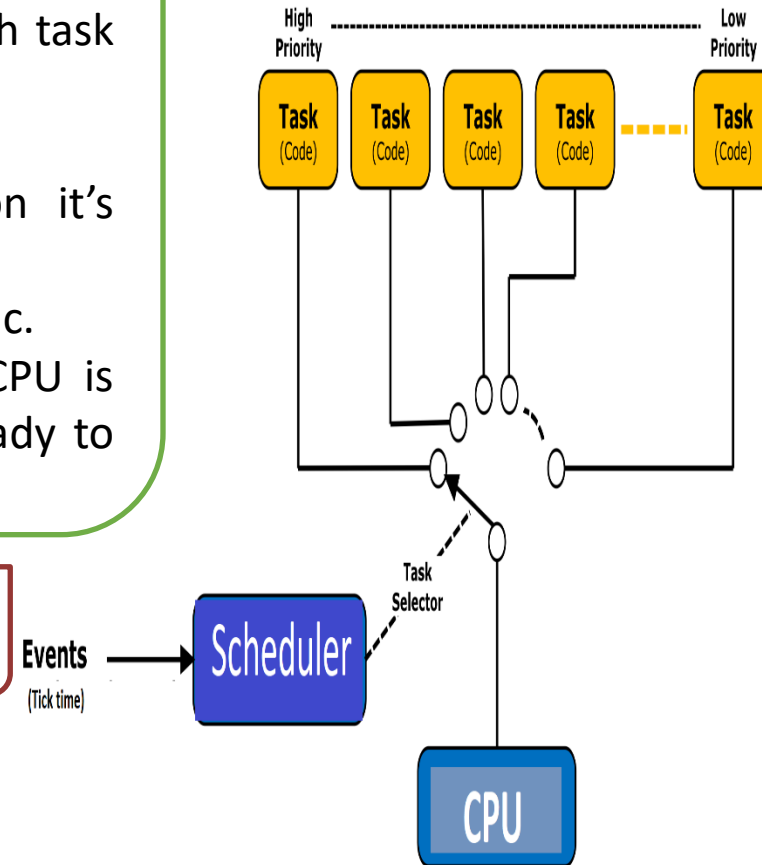 h task
on it’s
c.
CPU is
ady to
High
Priority
Low
Priority
Task
(Code)
Task
(Code)
Task
(Code)
Task
(Code)
Task
(Code)
Task
Selector
Events
(Tick time)
Scheduler
CPU